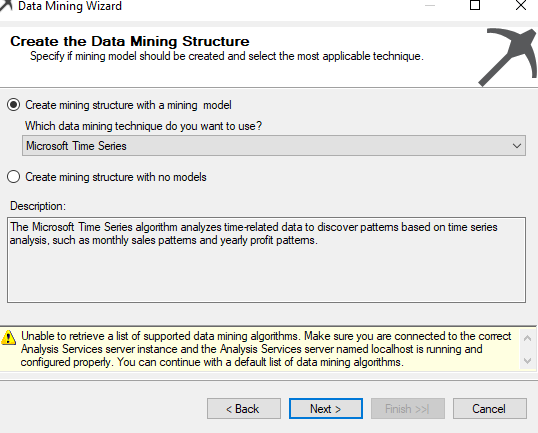 Data Mining Wizard
Create the Data Mining Structure
Specify if mining model should be created and select the most applicable technique.
Create mining structure with a mining model
Which data mining technique do you want to use?
Microsoft Time Series
Create mining structure with no models
Description:
The Microsoft Time Series algorithm analyzes time-related data to discover patterns based on time series
analysis, such as monthly sales patterns and yearly profit patterns.
Unable to retrieve a list of supported data mining algorithms. Make sure you are connected to the correct
Analysis Services server instance and the Analysis Services server named localhost is running and
configured properly. You can continue with a default list of data mining algorithms.
< Back
Next >
Finish >>|
Cancel